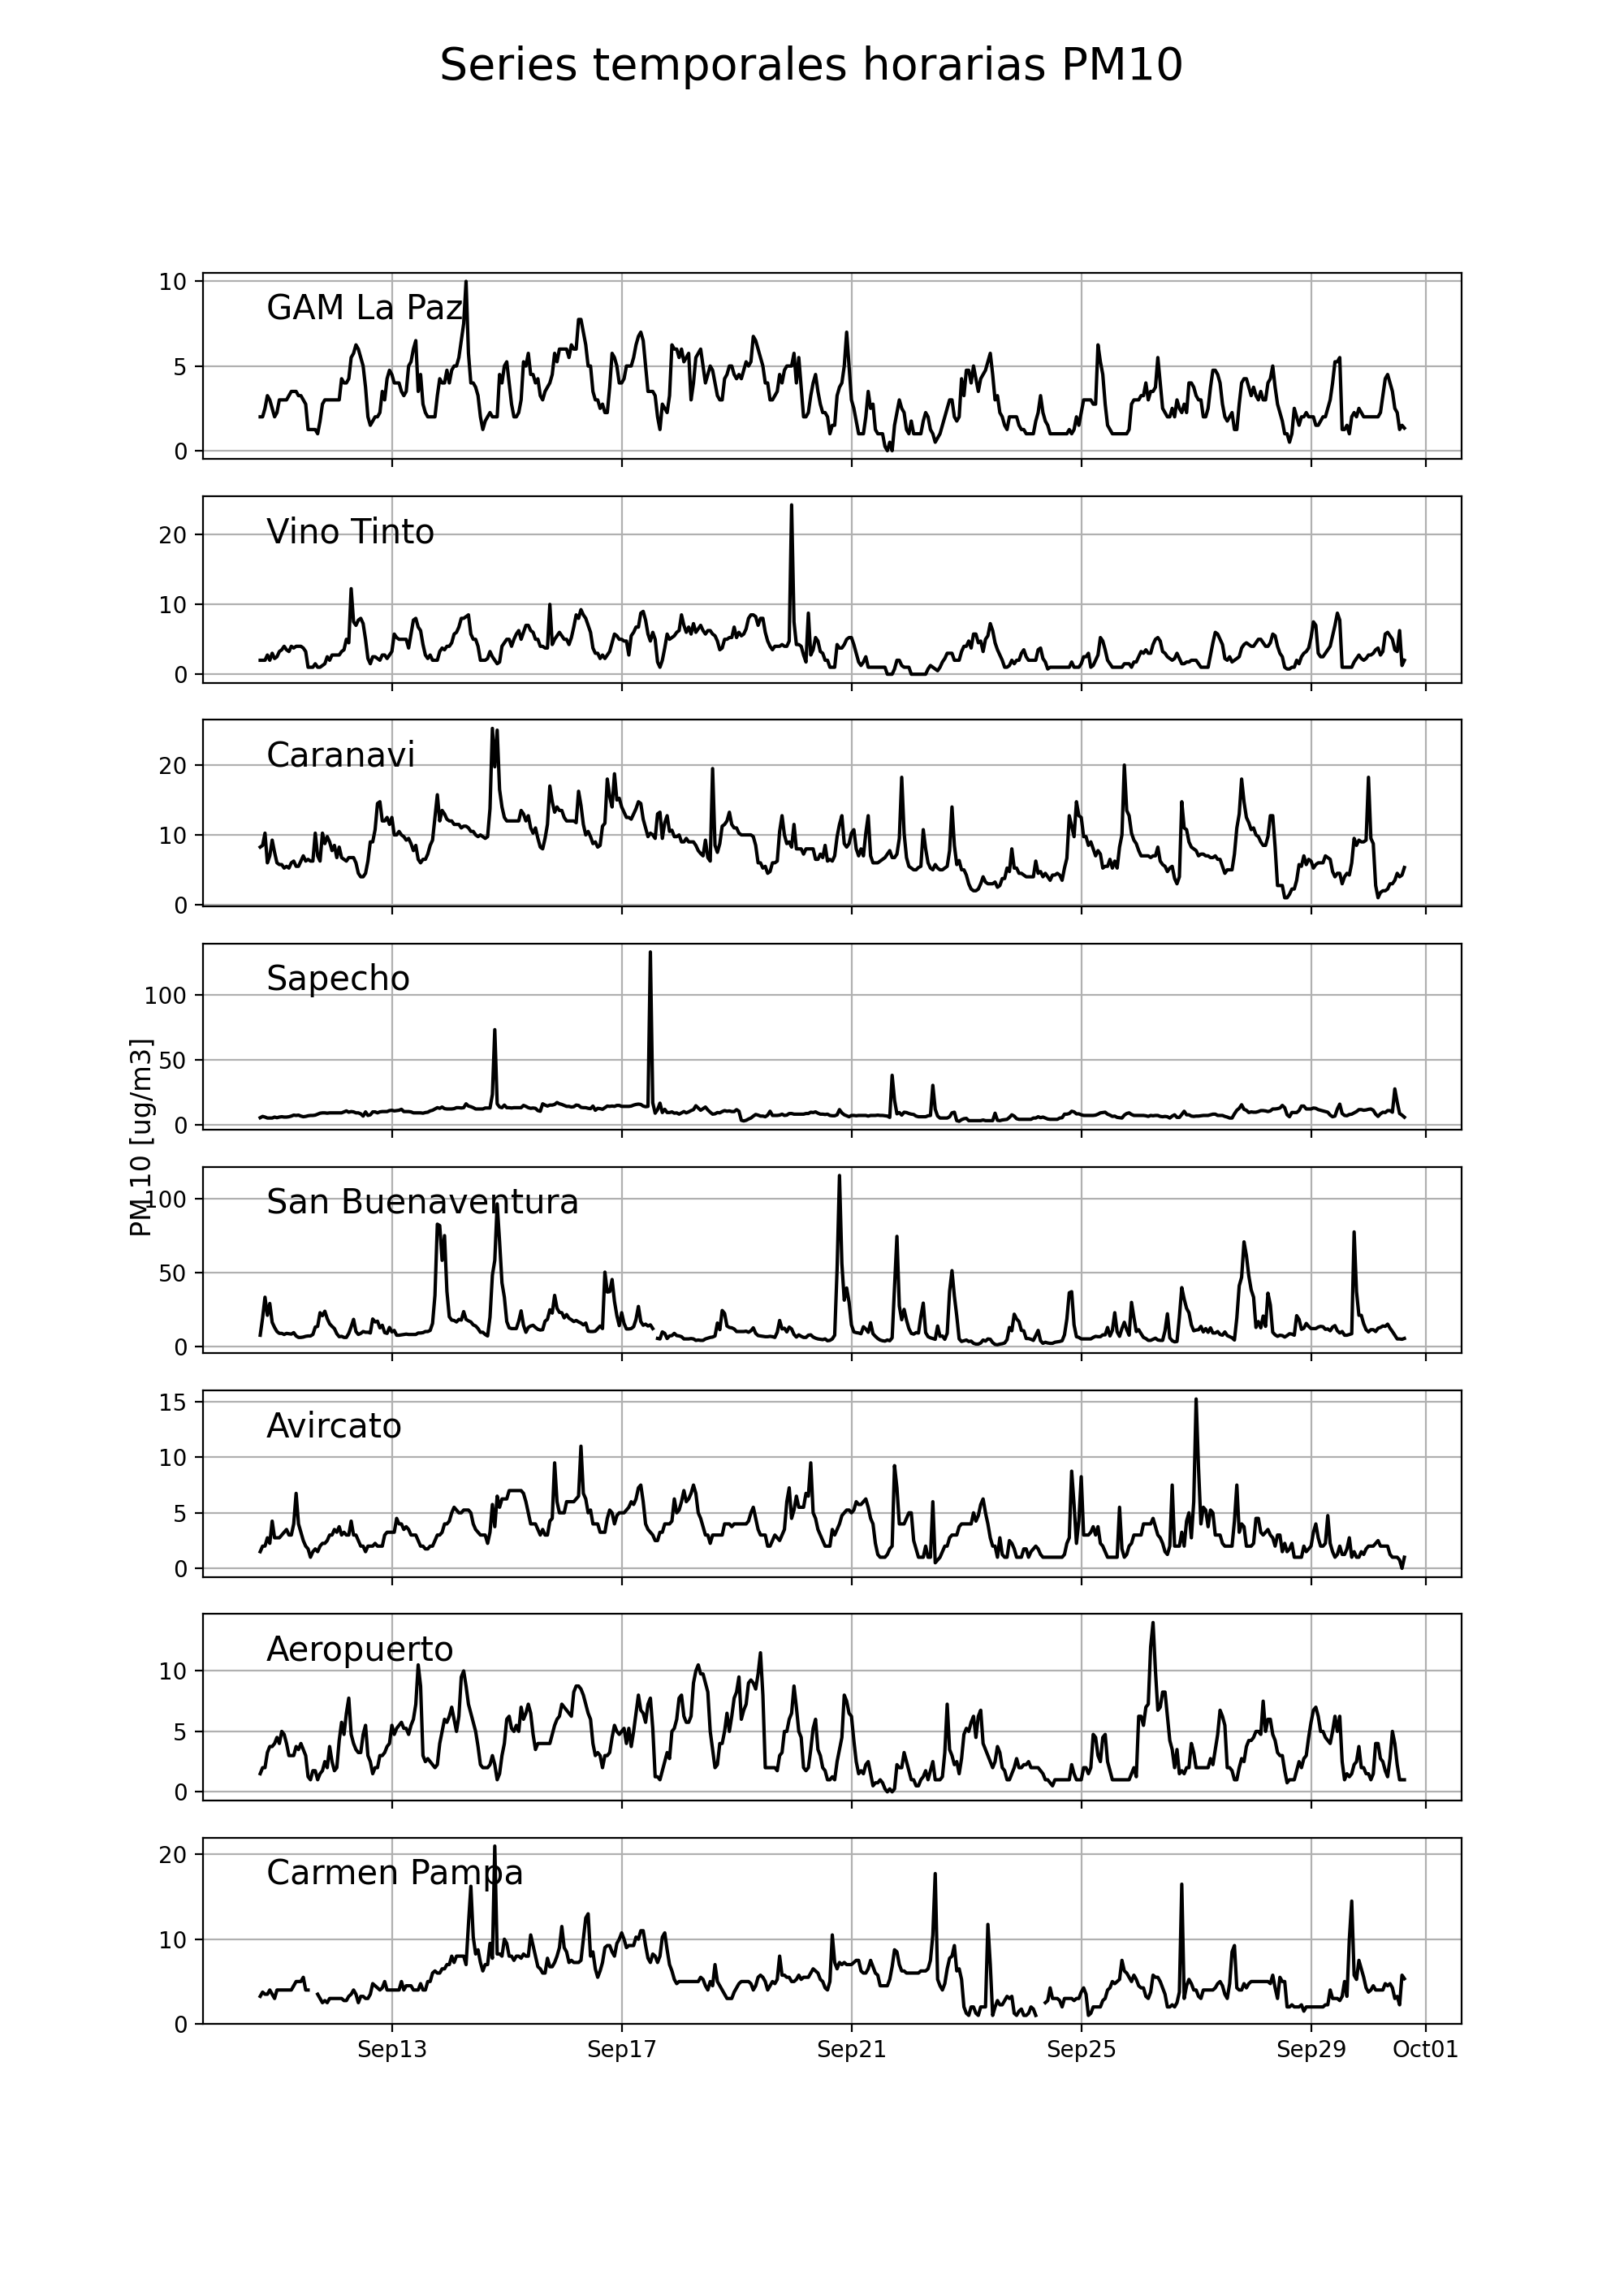 Series temporales horarias PM10
10
GAM La Paz
5
0
20
Vino Tinto
10
0
20
Caranavi
10
0
PM 10 [ug/m3]
100
Sapecho
50
0
100
San Buenaventura
50
0
15
Avircato
10
5
0
10
Aeropuerto
5
0
20
Carmen Pampa
10
0
Sep13 Sep17 Sep21 Sep25 Sep29 Oct01